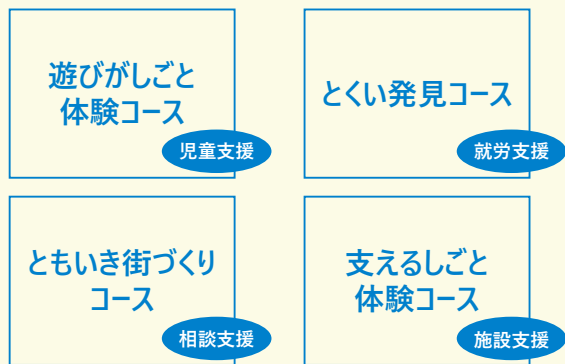 遊びがしごと
体験コース
児童支援
とくい発見コース
就労支援
ともいき街づくり
コース
相談支援
支えるしごと
体験コース
施設支援